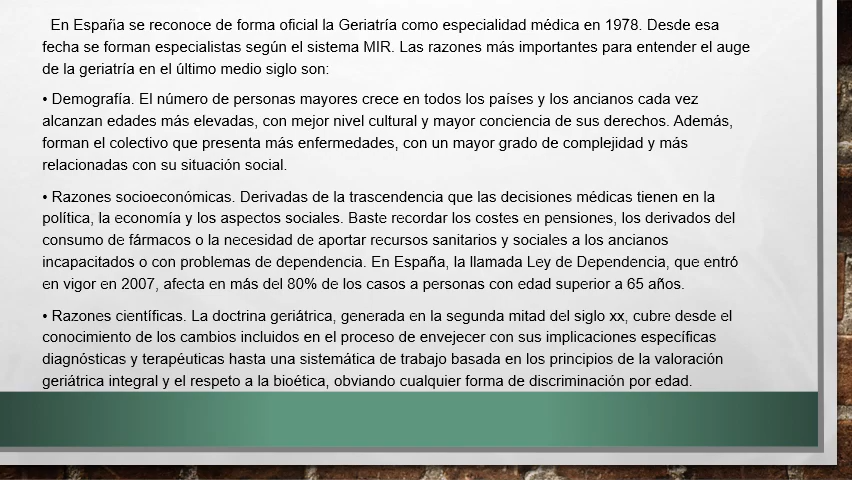 En España se reconoce de forma oficial la Geriatría como especialidad médica en 1978. Desde esa
fecha se forman especialistas según el sistema MIR. Las razones más importantes para entender el auge
de la geriatría en el último medio siglo son:
• Demografía. El número de personas mayores crece en todos los países y los ancianos cada vez
alcanzan edades más elevadas, con mejor nivel cultural y mayor conciencia de sus derechos. Además,
forman el colectivo que presenta más enfermedades, con un mayor grado de complejidad y más
relacionadas con su situación social.
• Razones socioeconómicas. Derivadas de la trascendencia que las decisiones médicas tienen en la
política, la economía y los aspectos sociales. Baste recordar los costes en pensiones, los derivados del
consumo de fármacos o la necesidad de aportar recursos sanitarios y sociales a los ancianos
incapacitados o con problemas de dependencia. En España, la llamada Ley de Dependencia, que entró
en vigor en 2007, afecta en más del 80% de los casos a personas con edad superior a 65 años.
• Razones científicas. La doctrina geriátrica, generada en la segunda mitad del siglo xx, cubre desde el
conocimiento de los cambios incluidos en el proceso de envejecer con sus implicaciones específicas
diagnósticas y terapéuticas hasta una sistemática de trabajo basada en los principios de la valoración
geriátrica integral y el respeto a la bioética, obviando cualquier forma de discriminación por edad.